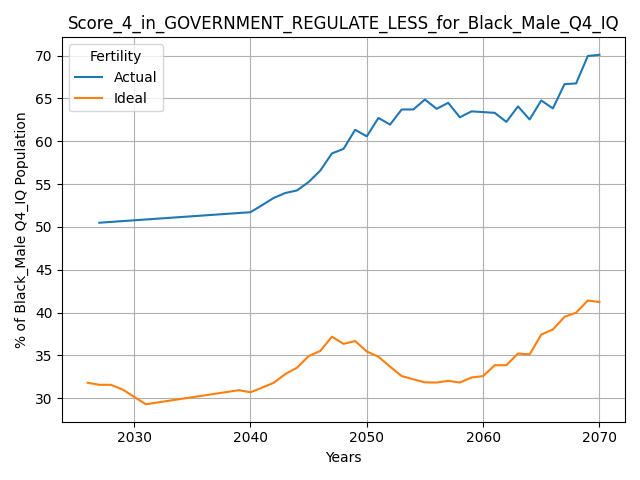 Score_4_in_GOVERNMENT_REGULATE_LESS_for_Black_Male_Q4_IQ
Fertility
Actual
Ideal
% of Black_Male Q4_IQ Population
70
65
60
55
50
45
40
35
30
2030
2040
2050
2060
2070
Years